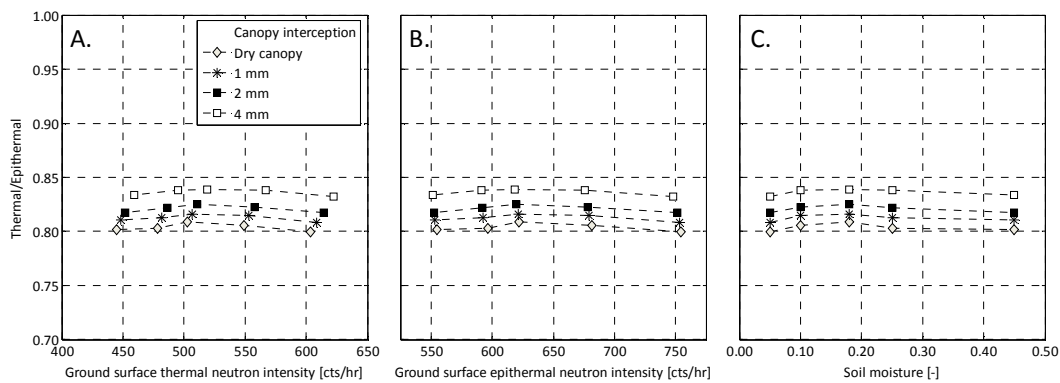 1.00
0.95
0.90
0.85
0.80
0.75
0.70
Thermal/Epithermal
A.
Canopy interception
Dry canopy
1 mm
2 mm
4 mm
400 450 500 550 600 650
Ground surface thermal neutron intensity [cts/hr]
B.
550 600 650 700 750
Ground surface epithermal neutron intensity [cts/hr]
C.
0.00 0.10 0.20 0.30 0.40 0.50
Soil moisture [-]